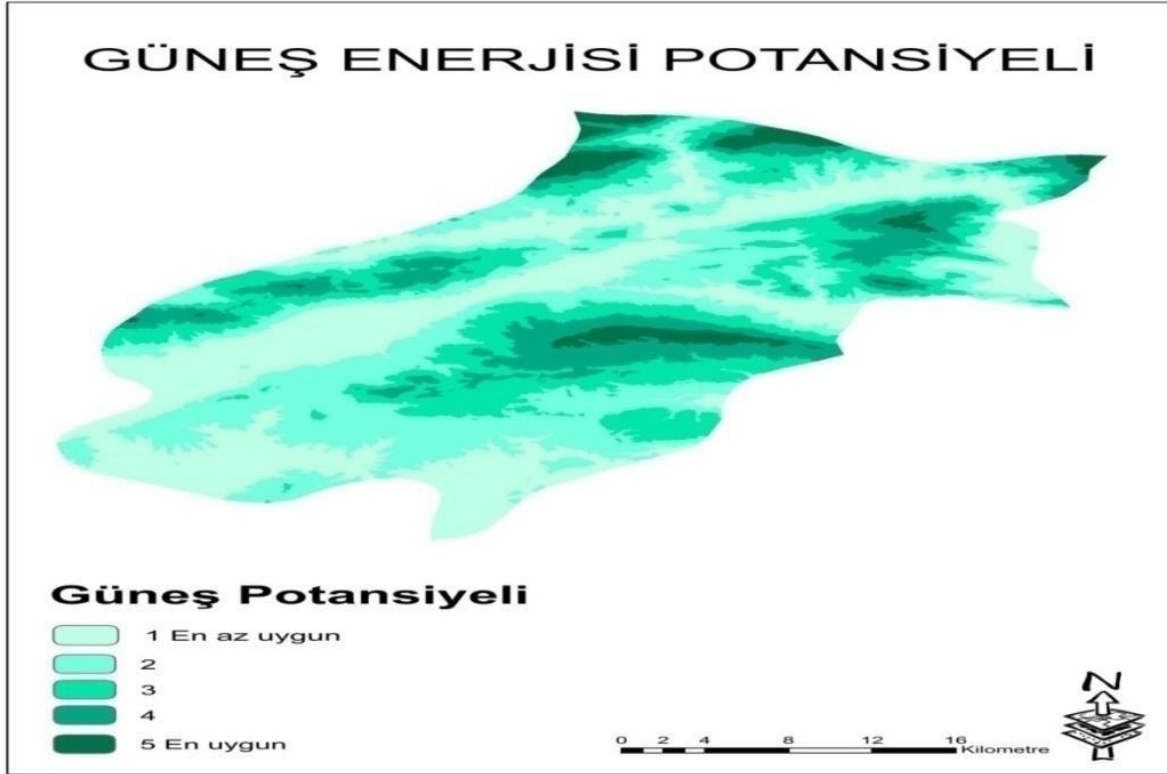 GÜNEŞ ENERJİSİ POTANSİYELİ
Güneş Potansiyeli
1 En az uygun
2
3
4
5 En uygun
0 2 4 8 12 16
Kilometre
N